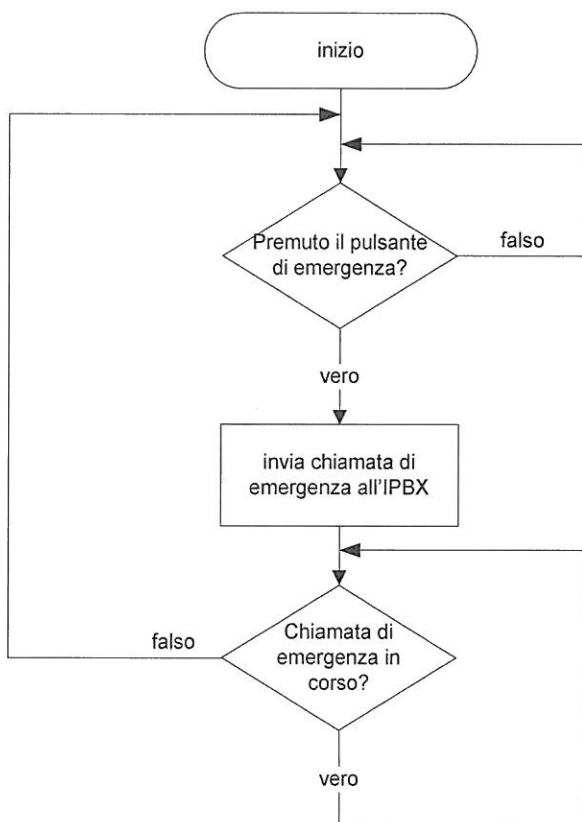 inizio
Premuto il pulsante
di emergenza?
falso
vero
invia chiamata di
emergenza all'IPBX
falso
Chiamata di
emergenza in
corso?
vero